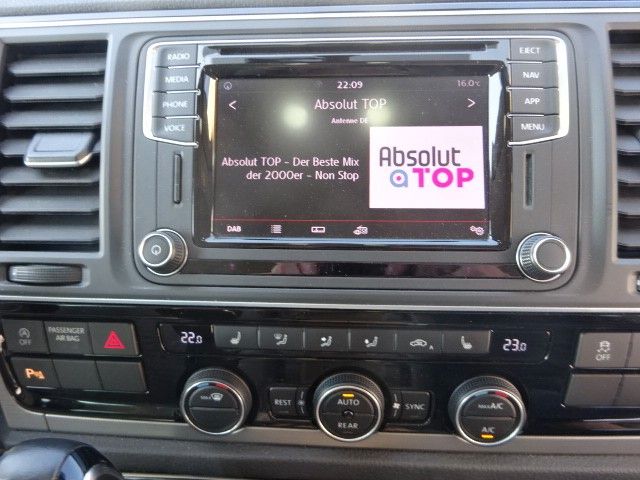 RADIO
MEDIA
PHONE
VOICE
EJECT
NAV
APP
MENU
22:09
16.0°C
< Absolut TOP >
Antenne DE
Absolut TOP - Der Beste Mix
der 2000er - Non Stop
Absolut
TOP
DAB
OFF
PASSENGER
AIR BAG
22.0
23.0
OFF
MAX
REST
AUTO
REAR
SYNC
MAX A/C
A/C